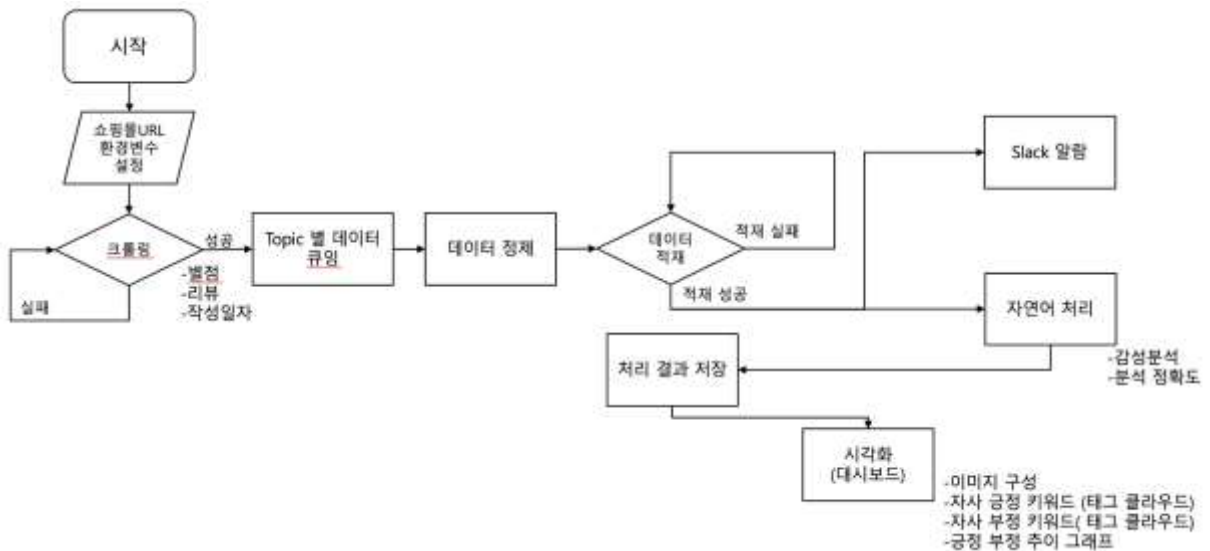 시작
쇼핑몰URL
환경변수
설정
크롤링
성공
-별점
-리뷰
-작성일자
실패
Topic 별 데이터
큐잉
데이터 정제
데이터
적재
적재 실패
적재 성공
Slack 알람
자연어 처리
-감성분석
-분석 정확도
처리 결과 저장
시각화
(대시보드)
-이미지 구성
-자사 긍정 키워드 (태그 클라우드)
-자사 부정 키워드( 태그 클라우드)
-긍정 부정 추이 그래프